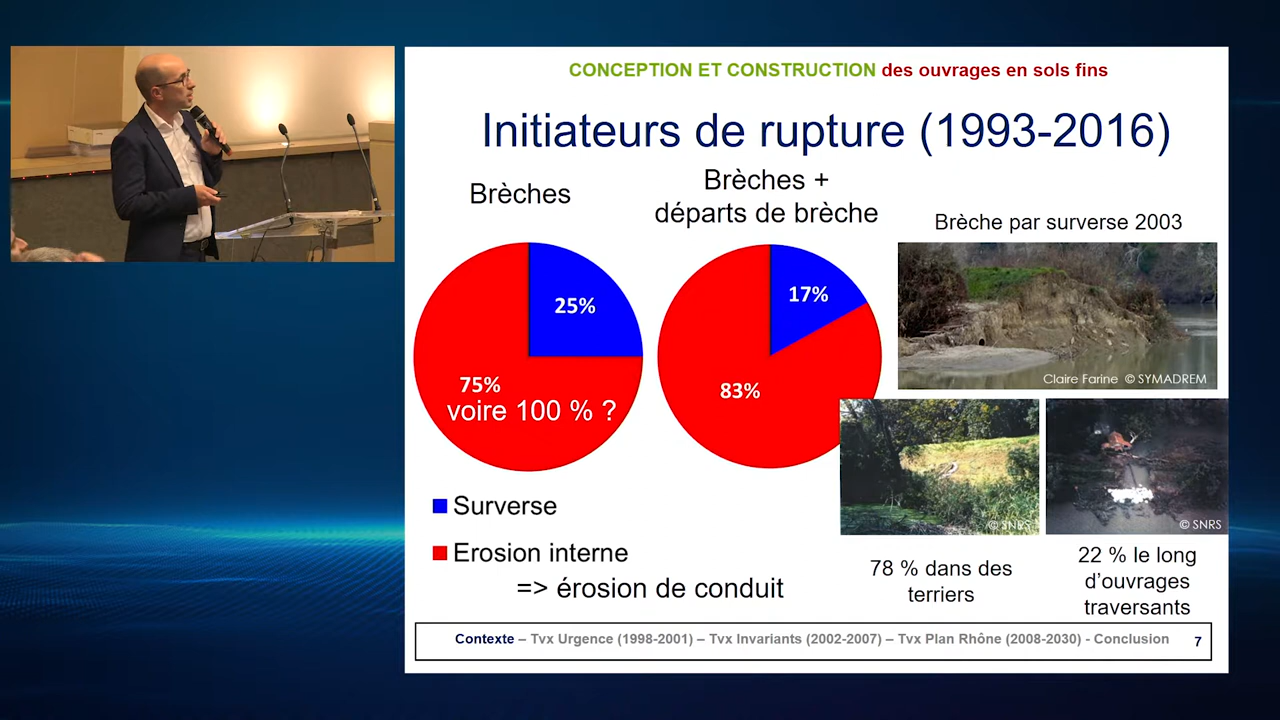 CONCEPTION ET CONSTRUCTION des ouvrages en sols fins
Initiateurs de rupture (1993-2016)
Brèches
Brèches +
départs de brèche
Brèche par surverse 2003
25%
75%
voire 100 % ?
17%
83%
Claire Farine © SYMADREM
© SNRS
© SNRS
Surverse
Erosion interne
=> érosion de conduit
78 % dans des
terriers
22 % le long
d'ouvrages
traversants
Contexte – Tvx Urgence (1998-2001) – Tvx Invariants (2002-2007) – Tvx Plan Rhône (2008-2030) - Conclusion 7